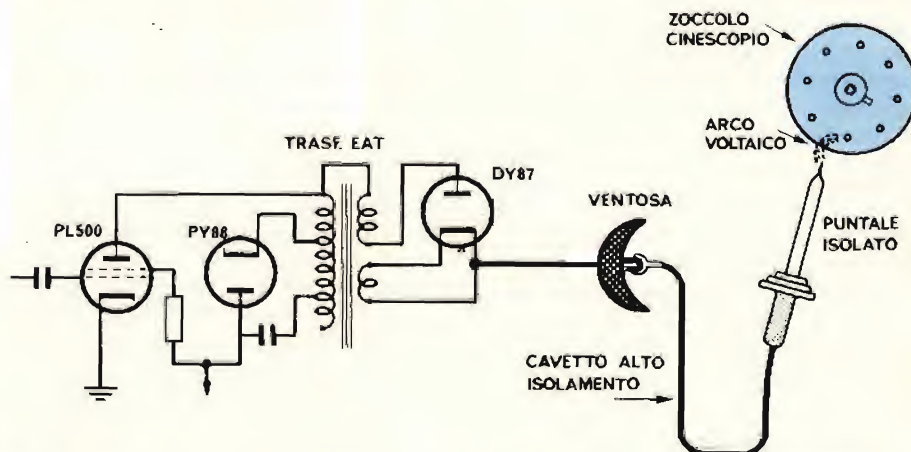 ZOCCOLO
CINESCOPIO
ARCO
VOLTAICO
TRASF. EAT
DY87
VENTOSA
PL500
PY88
PUNTALE
ISOLATO
CAVETTO ALTO
ISOLAMENTO